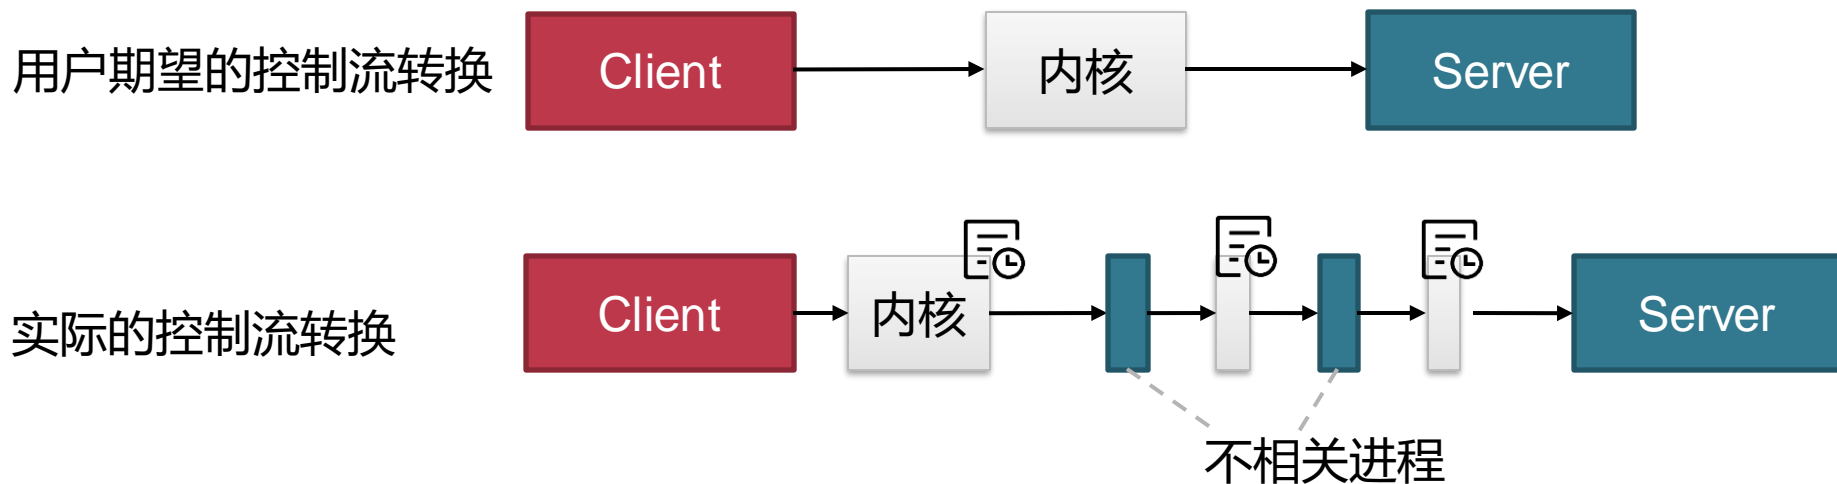 用户期望的控制流转换
Client
内核
Server
实际的控制流转换
Client
内核
Server
不相关进程